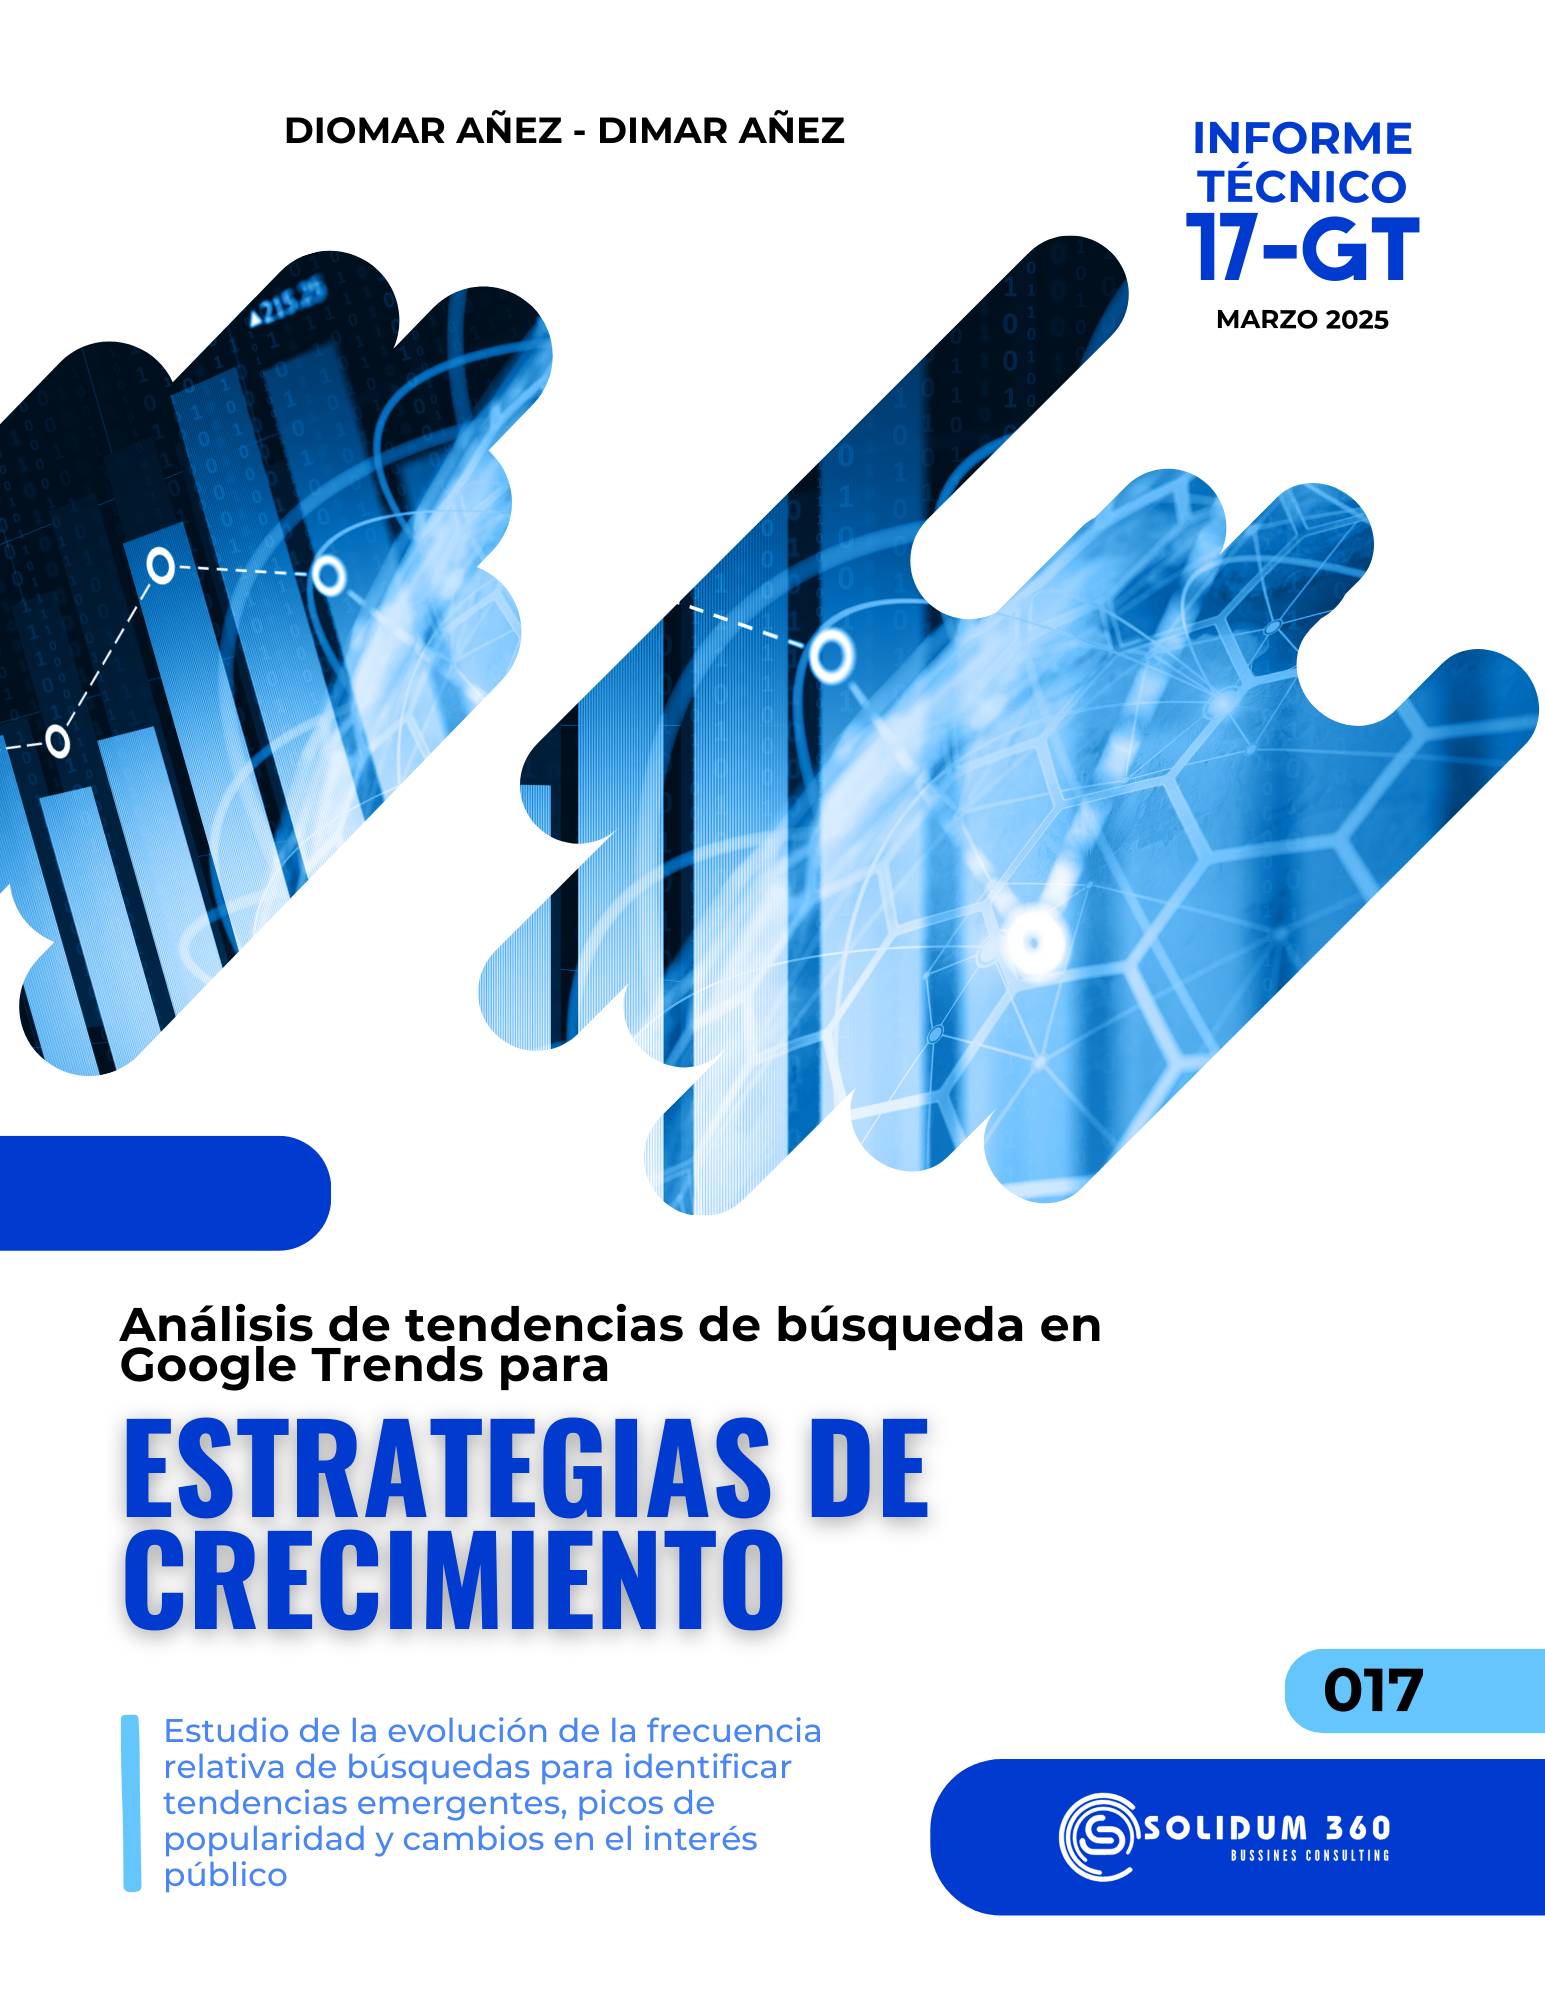 DIOMAR AÑEZ - DIMAR AÑEZ
INFORME
TÉCNICO
17-GT
MARZO 2025
Análisis de tendencias de búsqueda en
Google Trends para
ESTRATEGIAS DE
CRECIMIENTO
Estudio de la evolución de la frecuencia
relativa de búsquedas para identificar
tendencias emergentes, picos de
popularidad y cambios en el interés
público
017
SOLIDUM 360
BUSSINES CONSULTING